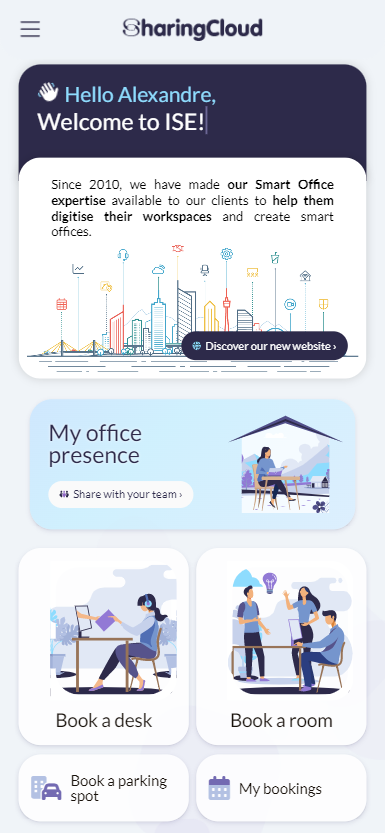 SharingCloud
Hello Alexandre,
Welcome to ISE!
Since 2010, we have made our Smart Office
expertise available to our clients to help them
digitise their workspaces and create smart
offices.
Discover our new website ›
My office
presence
Share with your team ›
Book a desk
Book a room
Book a parking
spot
My bookings